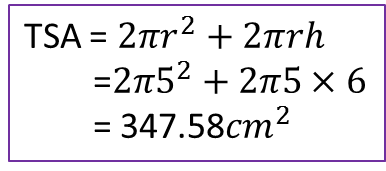 TSA = 2πr² + 2πrh
=2π5² + 2π5 × 6
= 347.58cm²